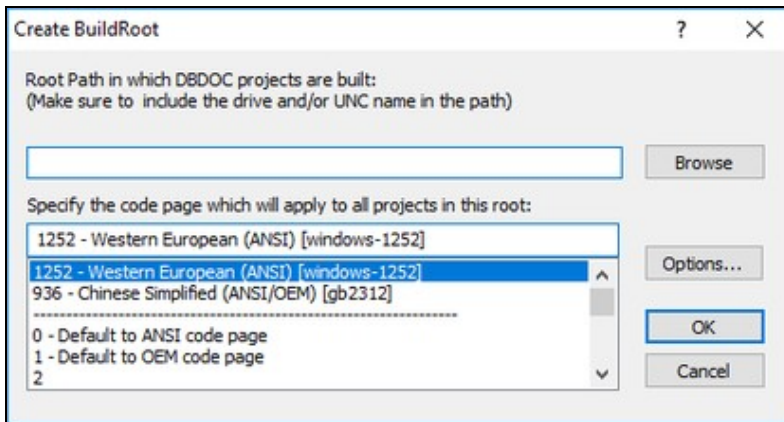 Create BuildRoot
Root Path in which DBDOC projects are built:
(Make sure to include the drive and/or UNC name in the path)
Browse
Specify the code page which will apply to all projects in this root:
1252 - Western European (ANSI) [windows-1252]
1252 - Western European (ANSI) [windows-1252]
936 - Chinese Simplified (ANSI/OEM) [gb2312]
----------------------------------------------------------------------
0 - Default to ANSI code page
1 - Default to OEM code page
2
Options...
OK
Cancel